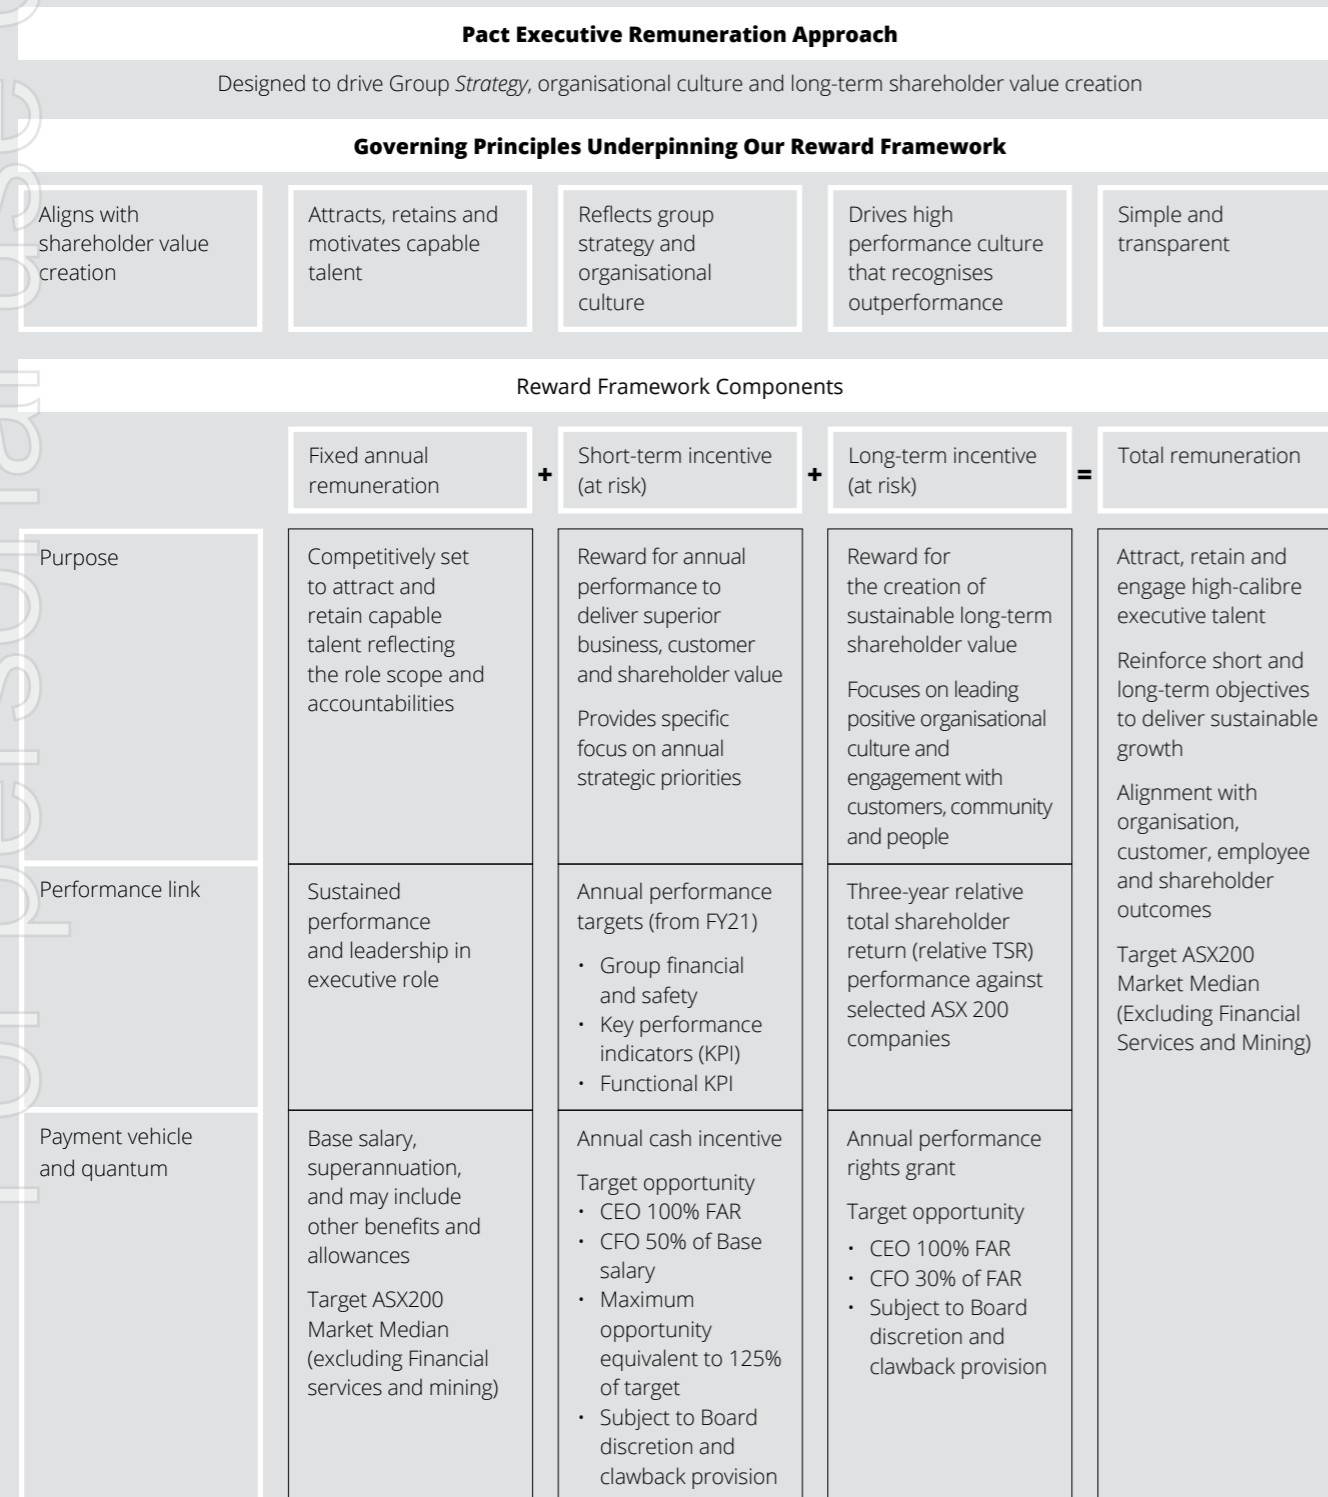 Pact Executive Remuneration Approach
Designed to drive Group Strategy, organisational culture and long-term shareholder value creation
Governing Principles Underpinning Our Reward Framework
Aligns with
shareholder value
creation
Attracts, retains and
motivates capable
talent
Reflects group
strategy and
organisational
culture
Drives high
performance culture
that recognises
outperformance
Simple and
transparent
Reward Framework Components
Fixed annual
remuneration
+
Short-term incentive
(at risk)
+
Long-term incentive
(at risk)
=
Total remuneration
Purpose
Competitively set
to attract and
retain capable
talent reflecting
the role scope and
accountabilities
Reward for annual
performance to
deliver superior
business, customer
and shareholder value
Provides specific
focus on annual
strategic priorities
Reward for
the creation of
sustainable long-term
shareholder value
Focuses on leading
positive organisational
culture and
engagement with
customers, community
and people
Attract, retain and
engage high-calibre
executive talent
Reinforce short and
long-term objectives
to deliver sustainable
growth
Alignment with
organisation,
customer, employee
and shareholder
outcomes
Target ASX200
Market Median
(Excluding Financial
Services and Mining)
Performance link
Sustained
performance
and leadership in
executive role
Annual performance
targets (from FY21)
• Group financial
and safety
• Key performance
indicators (KPI)
• Functional KPI
Three-year relative
total shareholder
return (relative TSR)
performance against
selected ASX 200
companies
Payment vehicle
and quantum
Base salary,
superannuation,
and may include
other benefits and
allowances
Target ASX200
Market Median
(excluding Financial
services and mining)
Annual cash incentive
Target opportunity
• CEO 100% FAR
• CFO 50% of Base
salary
• Maximum
opportunity
equivalent to 125%
of target
• Subject to Board
discretion and
clawback provision
Annual performance
rights grant
Target opportunity
• CEO 100% FAR
• CFO 30% of FAR
• Subject to Board
discretion and
clawback provision
For personal use